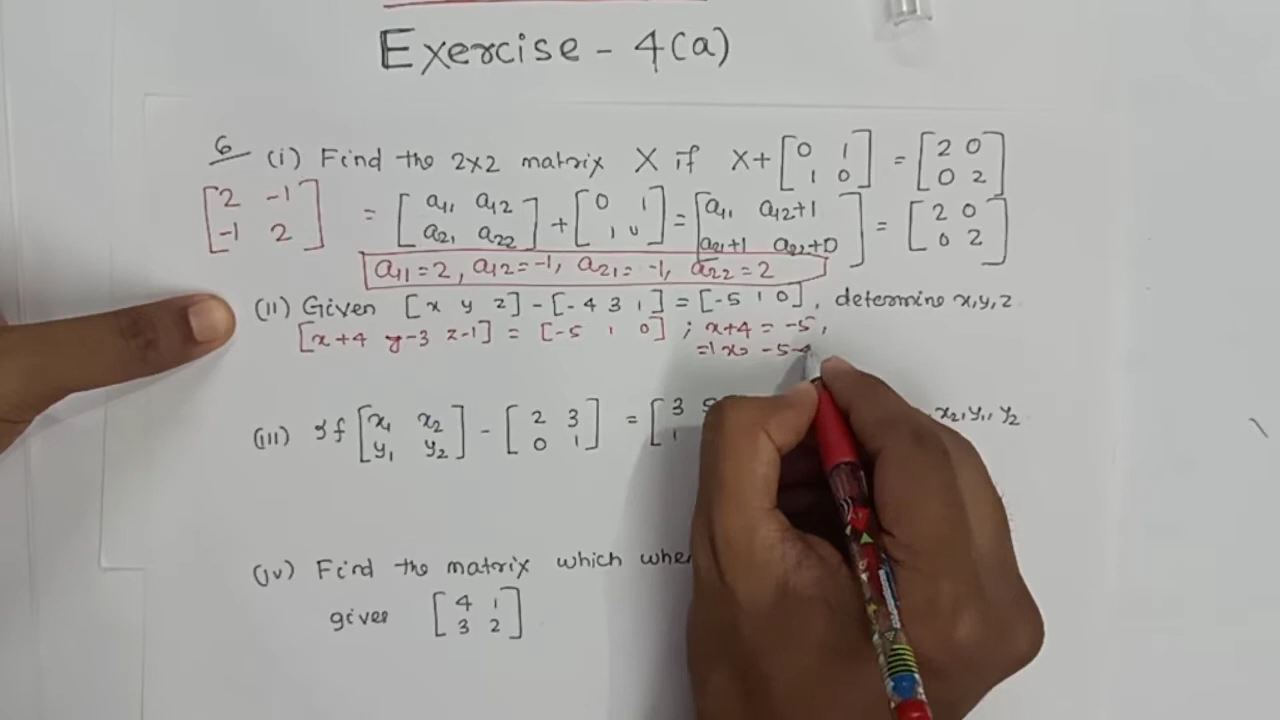 Exercise - 4(a)
6 (i) Find the 2x2 matrix X if X+ [0 1 1 0] = [2 0 0 2]
[2 -1 -1 2] = [a11 a12 a21 a22] + [0 1 1 0] = [a11 a12+1 a21+1 a22+0] = [2 0 0 2]
a11=2, a12=-1, a21=-1, a22=2
(ii) Given [x y z] - [-4 3 1] = [-5 1 0], determine x,y,z
[x+4 y-3 z-1] = [-5 1 0] ; x+4 = -5,
x= -5-4
(iii) If [x1 x2 y1 y2] - [2 3 0 1] = [3 1 x2, y1, y2
(iv) Find the matrix which
gives [4 1 3 2]